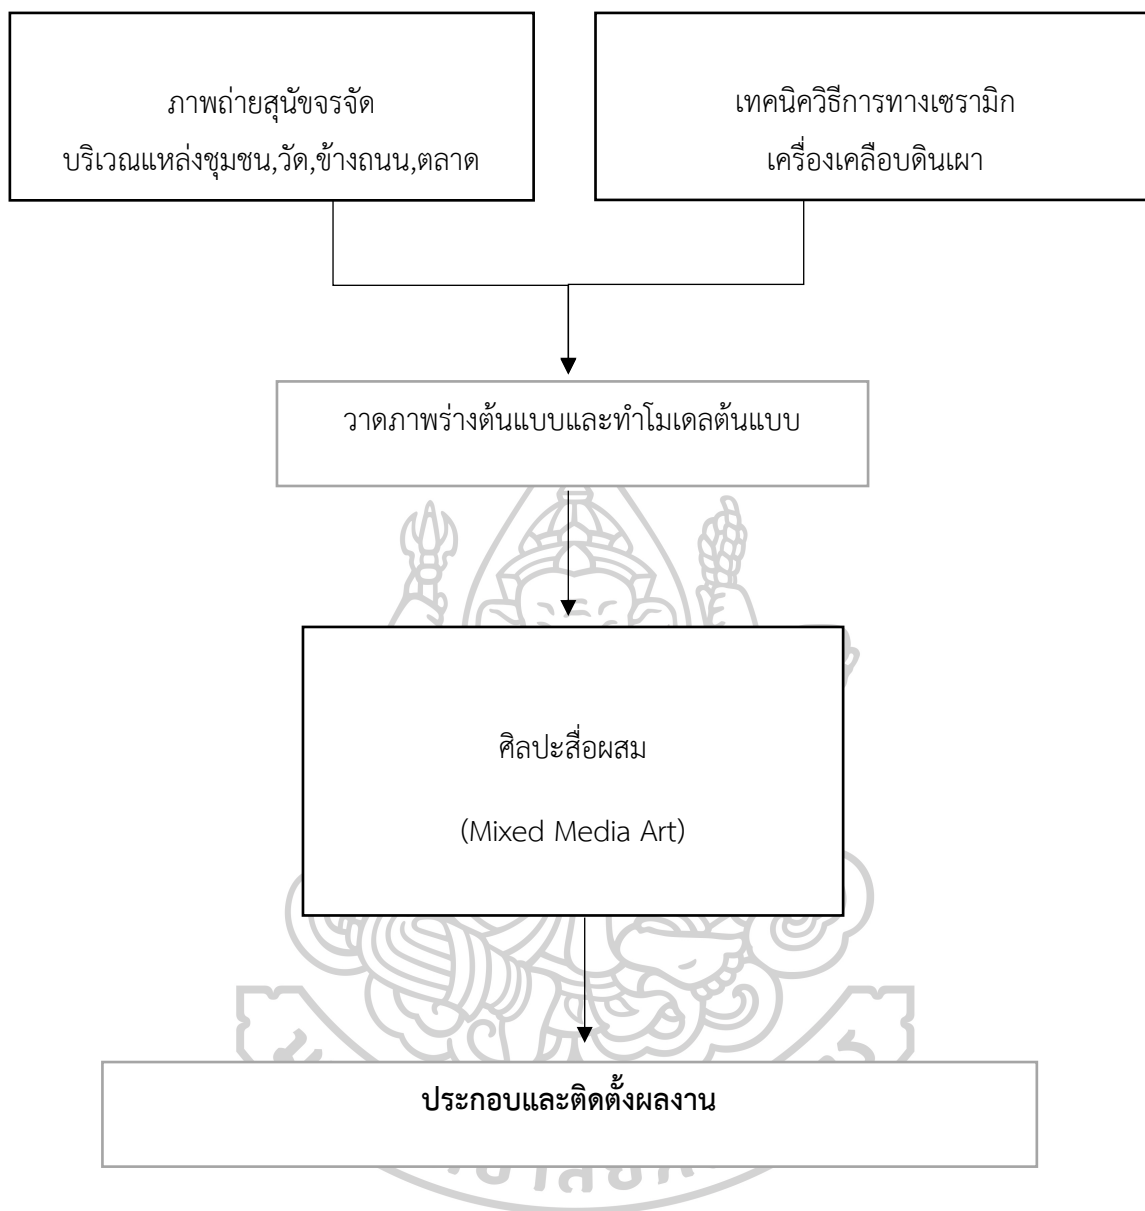 ภาพถ่ายสุนัขจรจัด
บริเวณแหล่งชุมชน,วัด,ข้างถนน,ตลาด
เทคนิควิธีการทางเซรามิก
เครื่องเคลือบดินเผา
วาดภาพร่างต้นแบบและทำโมเดลต้นแบบ
ศิลปะสื่อผสม
(Mixed Media Art)
ประกอบและติดตั้งผลงาน